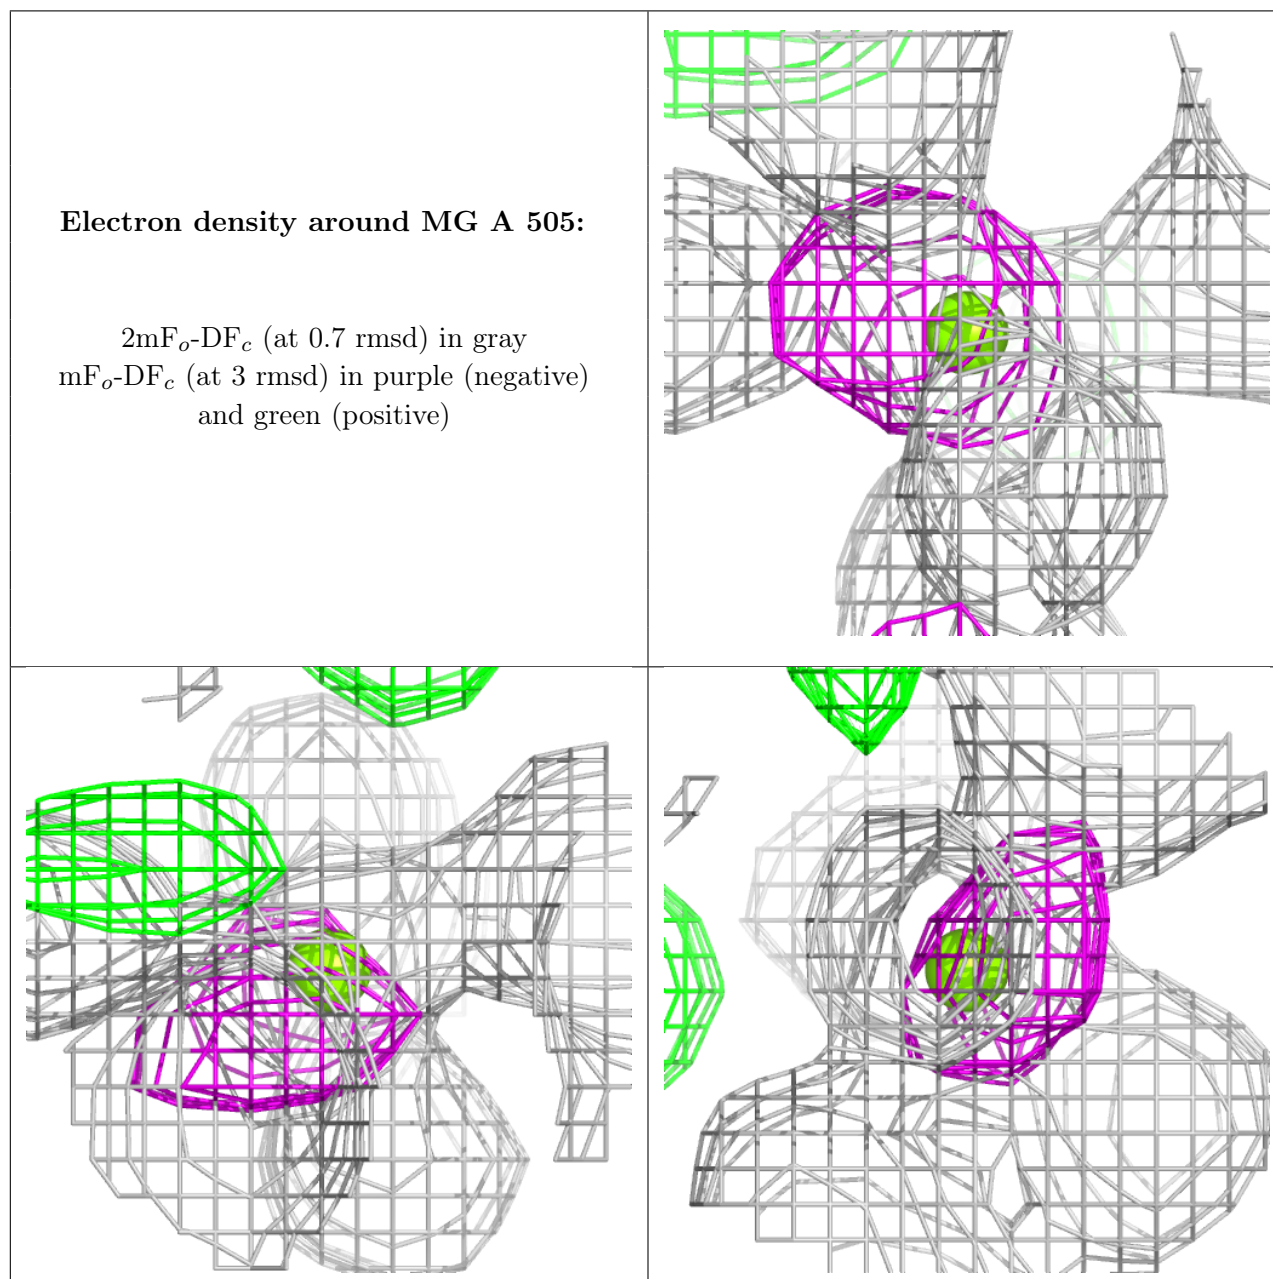 Electron density around MG A 505:
2mFo-DFc (at 0.7 rmsd) in gray
mFo-DFc (at 3 rmsd) in purple (negative)
and green (positive)